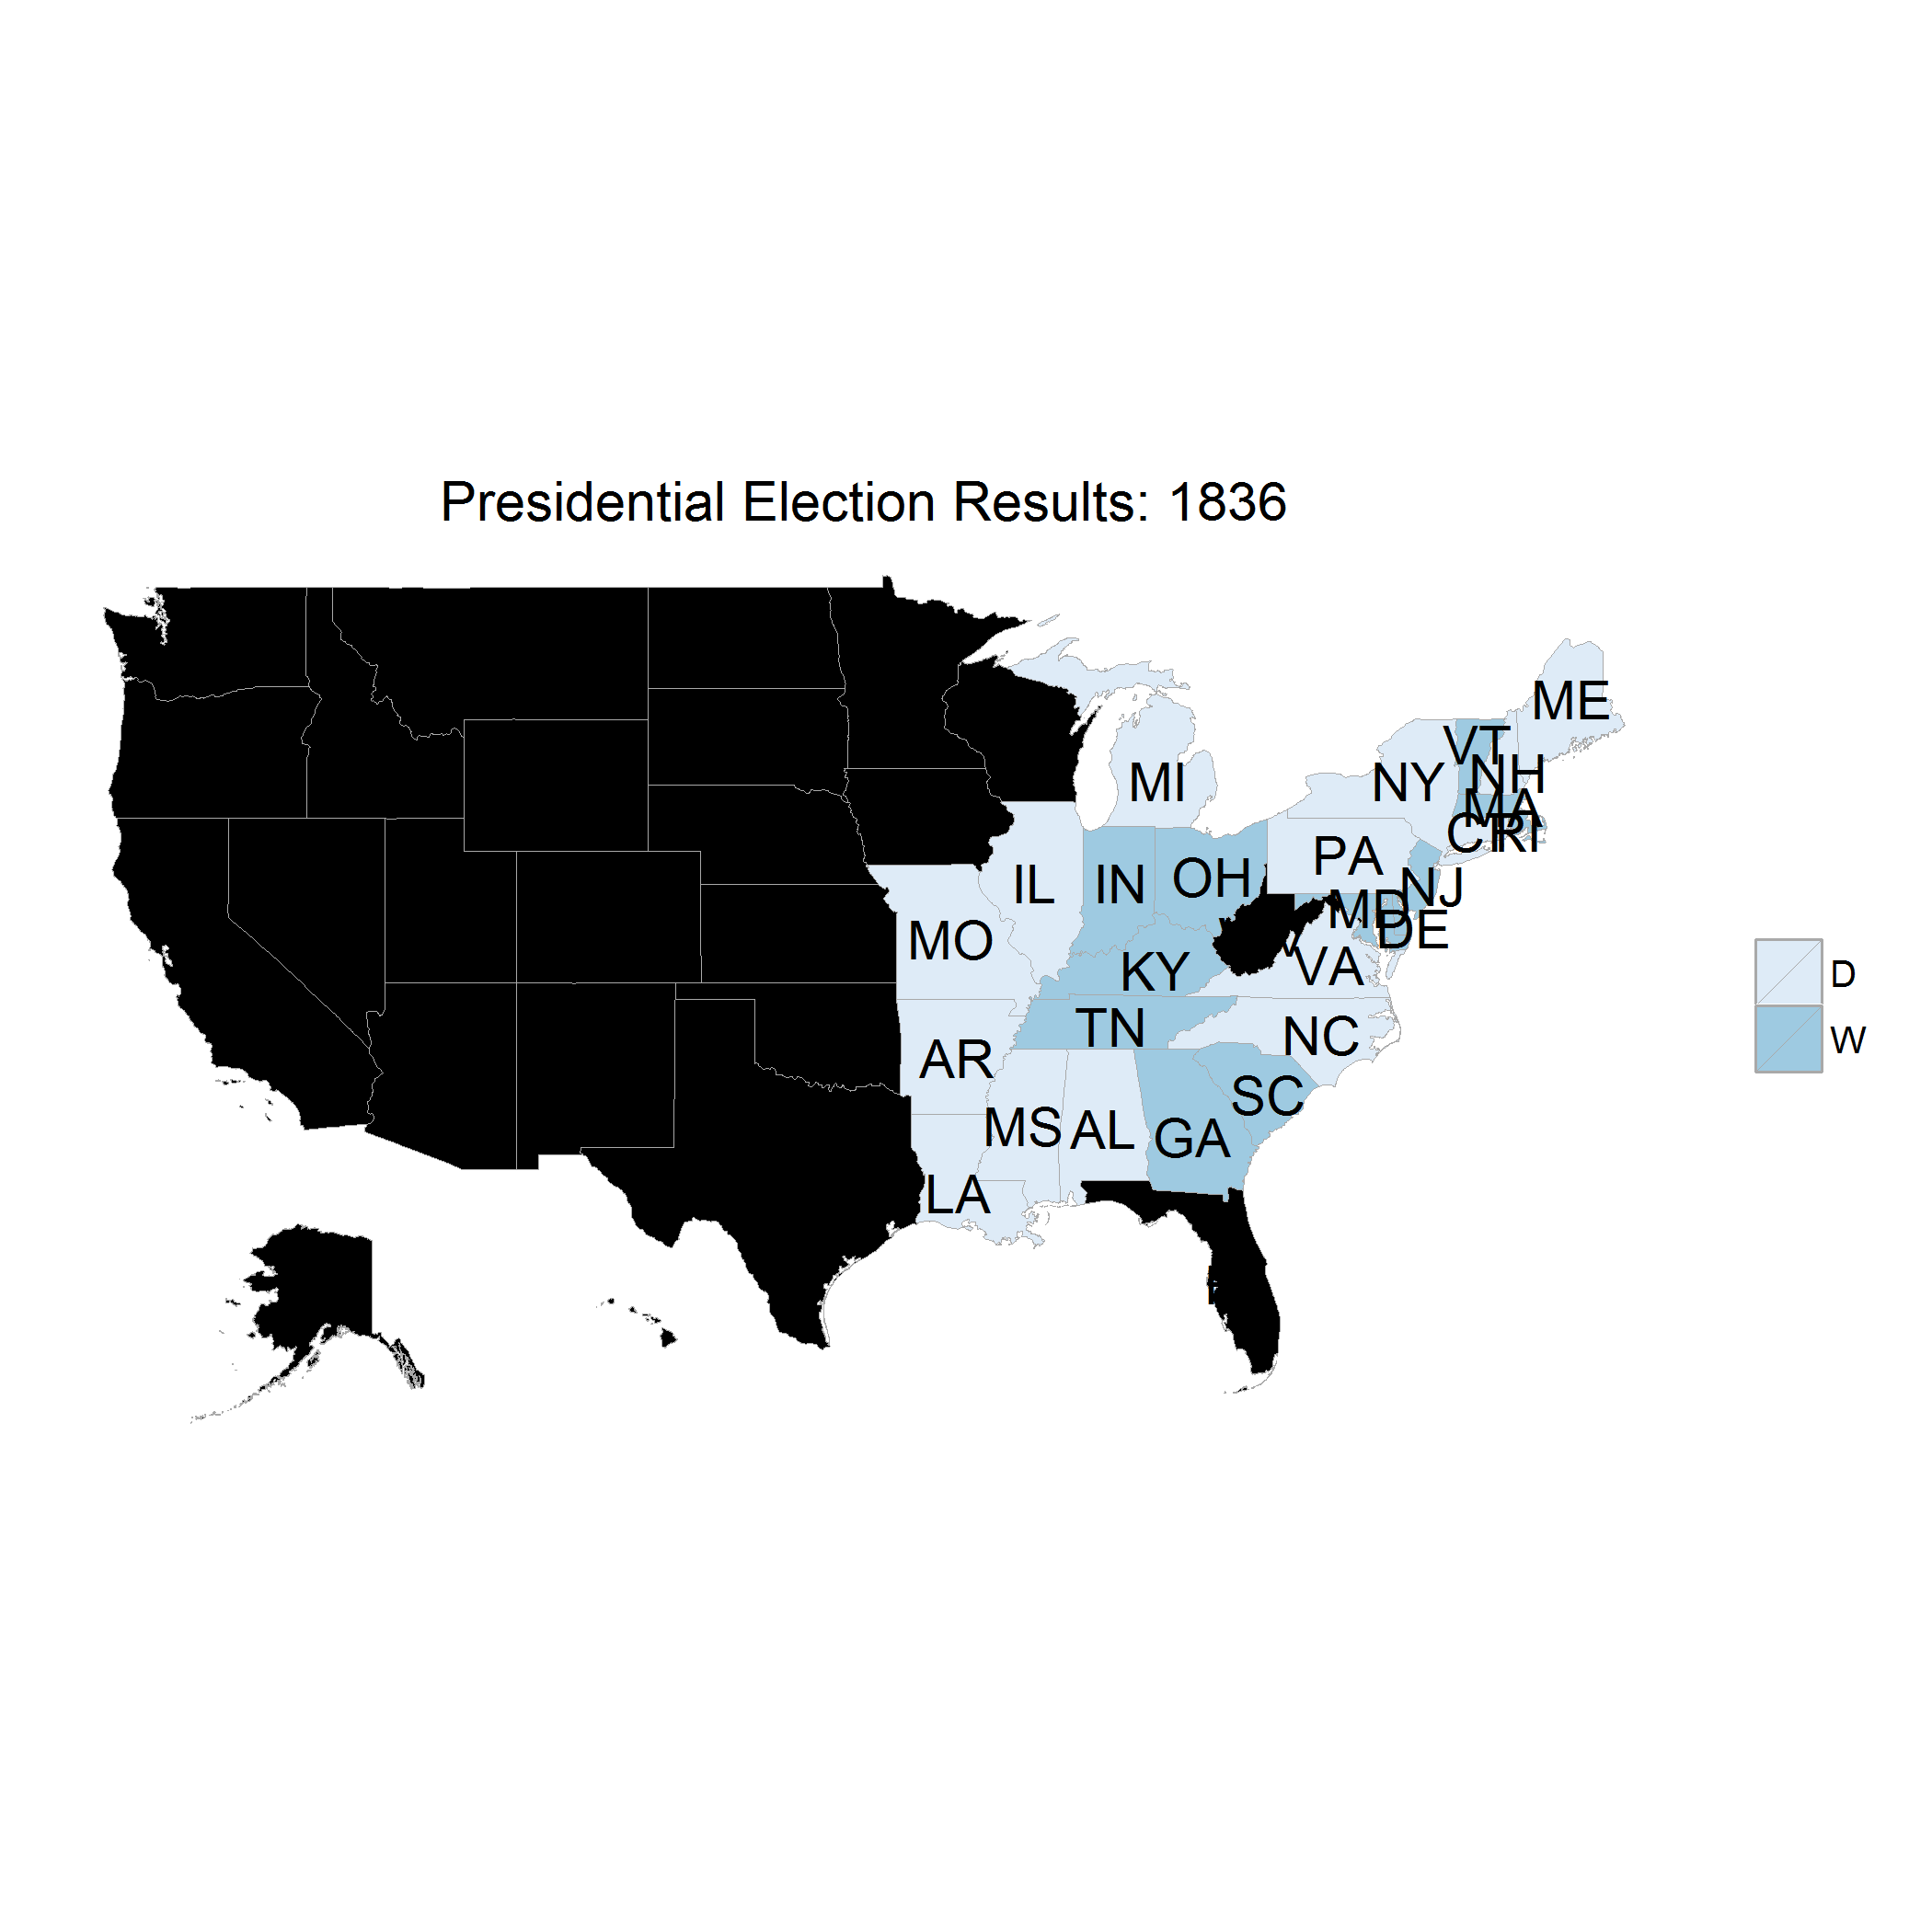 Presidential Election Results: 1836
ME
VT
NH
MI
NY
MA
CT
RI
PA
IL
IN
OH
NJ
MD
DE
MO
KY
VA
TN
NC
AR
SC
MS
AL
GA
LA
D
W